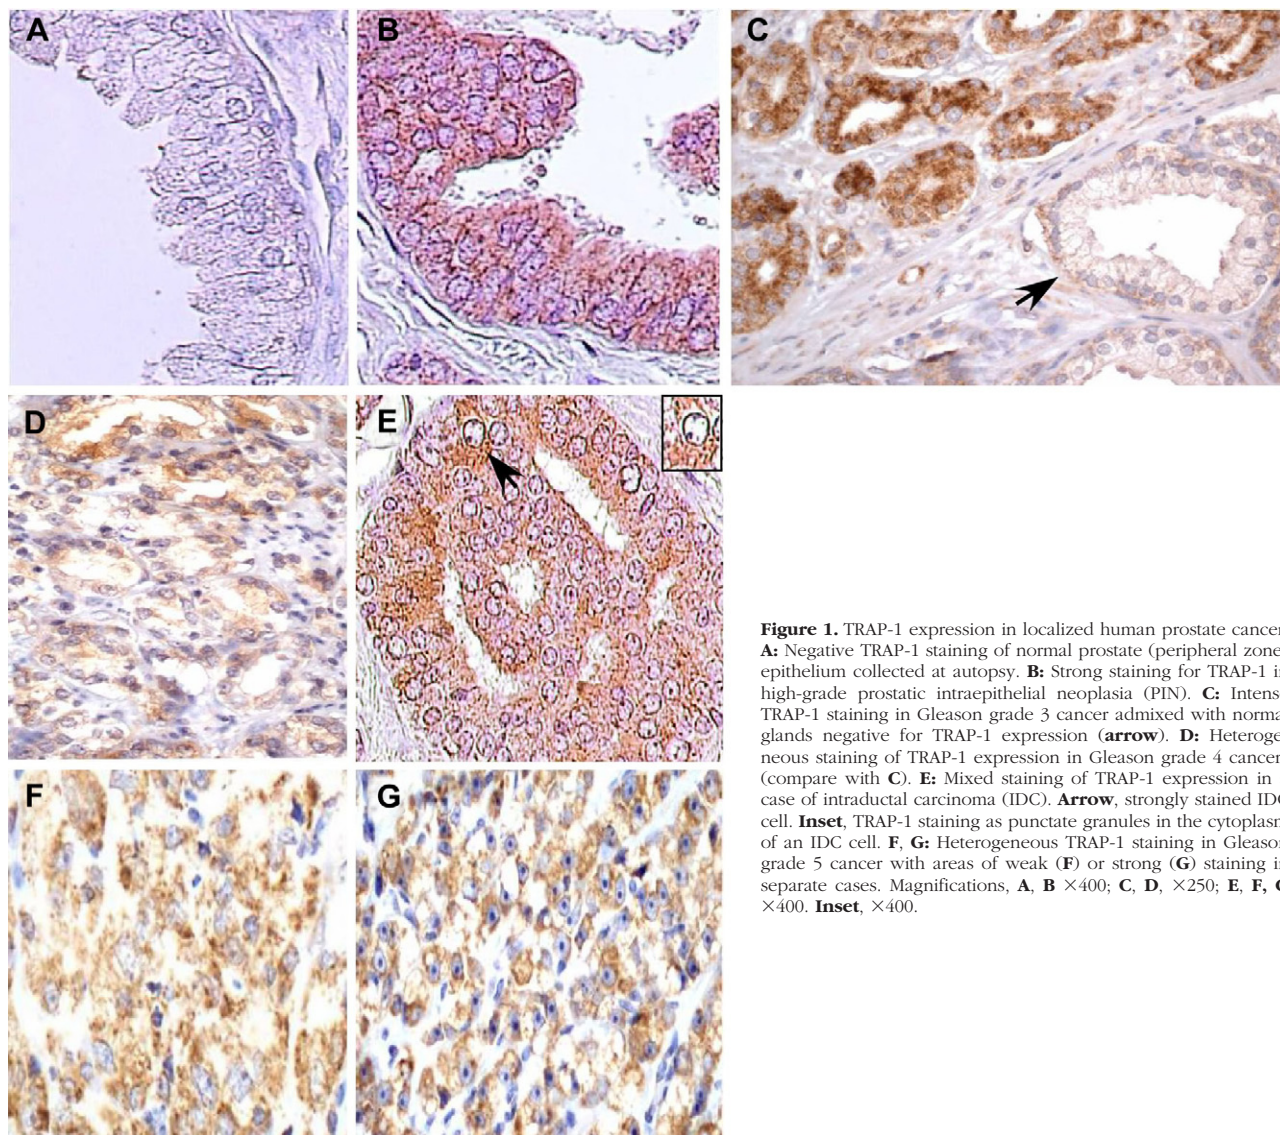 A
B
C
D
E
F
G
Figure 1. TRAP-1 expression in localized human prostate cancer
A: Negative TRAP-1 staining of normal prostate (peripheral zone
epithelium collected at autopsy. B: Strong staining for TRAP-1 i
high-grade prostatic intraepithelial neoplasia (PIN). C: Intens
TRAP-1 staining in Gleason grade 3 cancer admixed with norma
glands negative for TRAP-1 expression (arrow). D: Heteroge
neous staining of TRAP-1 expression in Gleason grade 4 cancer
(compare with C). E: Mixed staining of TRAP-1 expression in
case of intraductal carcinoma (IDC). Arrow, strongly stained IDC
cell. Inset, TRAP-1 staining as punctate granules in the cytoplasm
of an IDC cell. F, G: Heterogeneous TRAP-1 staining in Gleason
grade 5 cancer with areas of weak (F) or strong (G) staining i
separate cases. Magnifications, A, B ×400; C, D, ×250; E, F, G
×400. Inset, ×400.